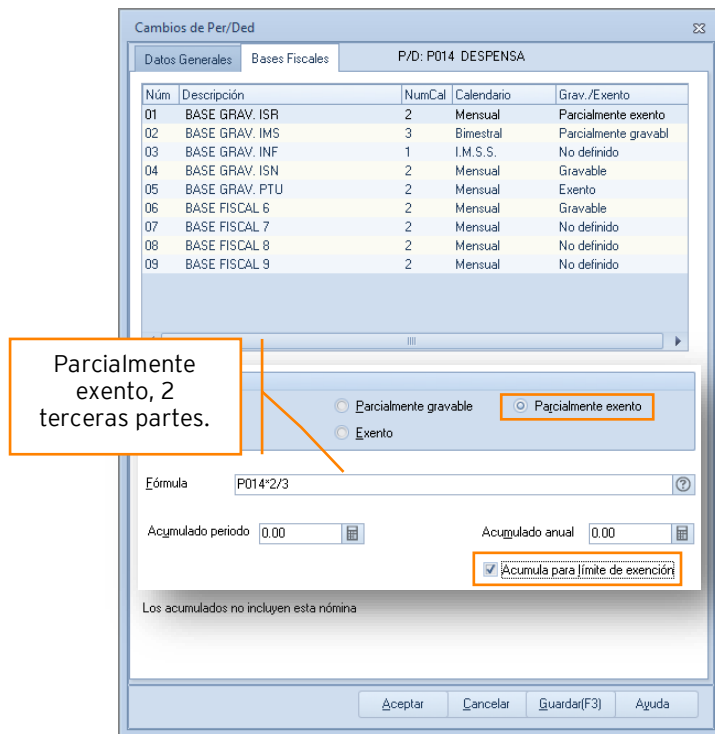 Cambios de Per/Ded
Datos Generales Bases Fiscales P/D: P014 DESPENSA
Núm Descripción NumCal Calendario Grav./Exento
01 BASE GRAV. ISR 2 Mensual Parcialmente exento
02 BASE GRAV. IMS 3 Bimestral Parcialmente gravabl
03 BASE GRAV. INF 1 I.M.S.S. No definido
04 BASE GRAV. ISN 2 Mensual Gravable
05 BASE GRAV. PTU 2 Mensual Exento
06 BASE FISCAL 6 2 Mensual Gravable
07 BASE FISCAL 7 2 Mensual No definido
08 BASE FISCAL 8 2 Mensual No definido
09 BASE FISCAL 9 2 Mensual No definido
Parcialmente
exento, 2
terceras partes.
Parcialmente gravable Parcialmente exento
Exento
Fórmula P014*2/3
Acumulado periodo 0.00 Acumulado anual 0.00
Acumula para límite de exención
Los acumulados no incluyen esta nómina
Aceptar Cancelar Guardar(F3) Ayuda